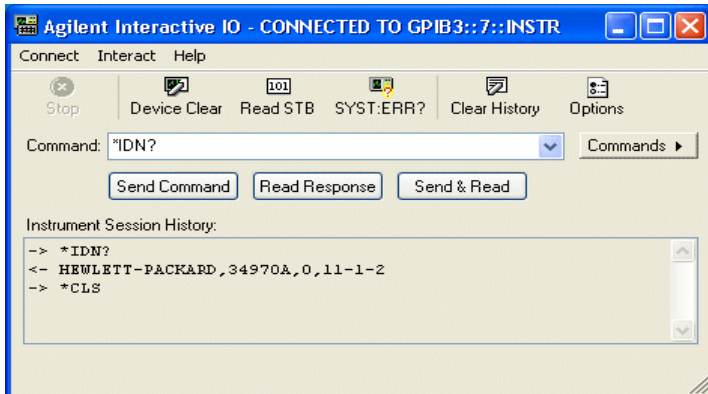 Agilent Interactive IO - CONNECTED TO GPIB3::7::INSTR
Connect Interact Help
101
Stop Device Clear Read STB SYST:ERR? Clear History Options
Command: *IDN? Commands
Send Command Read Response Send & Read
Instrument Session History:
-> *IDN?
<- HEWLETT-PACKARD,34970A,0,11-1-2
-> *CLS